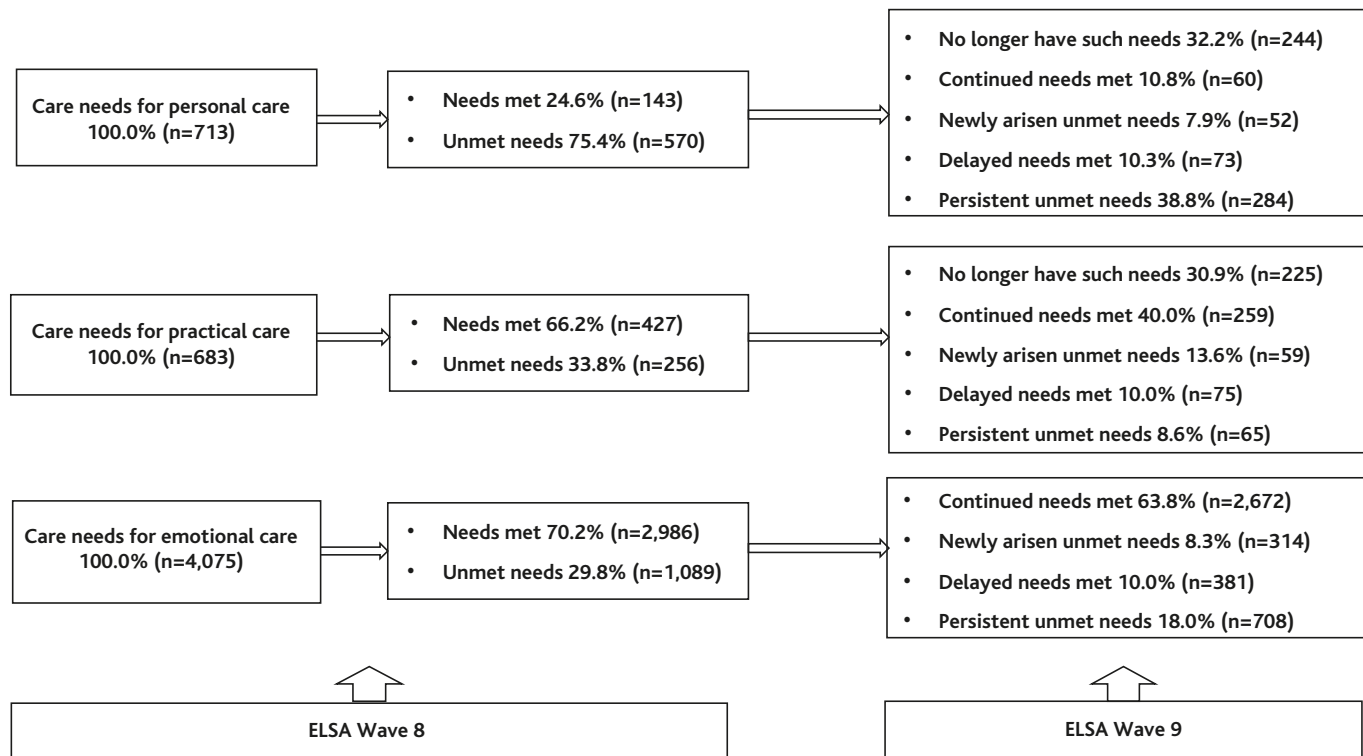 Care needs for personal care
100.0% (n=713)
• Needs met 24.6% (n=143)
• Unmet needs 75.4% (n=570)
• No longer have such needs 32.2% (n=244)
• Continued needs met 10.8% (n=60)
• Newly arisen unmet needs 7.9% (n=52)
• Delayed needs met 10.3% (n=73)
• Persistent unmet needs 38.8% (n=284)
Care needs for practical care
100.0% (n=683)
• Needs met 66.2% (n=427)
• Unmet needs 33.8% (n=256)
• No longer have such needs 30.9% (n=225)
• Continued needs met 40.0% (n=259)
• Newly arisen unmet needs 13.6% (n=59)
• Delayed needs met 10.0% (n=75)
• Persistent unmet needs 8.6% (n=65)
Care needs for emotional care
100.0% (n=4,075)
• Needs met 70.2% (n=2,986)
• Unmet needs 29.8% (n=1,089)
• Continued needs met 63.8% (n=2,672)
• Newly arisen unmet needs 8.3% (n=314)
• Delayed needs met 10.0% (n=381)
• Persistent unmet needs 18.0% (n=708)
ELSA Wave 8
ELSA Wave 9